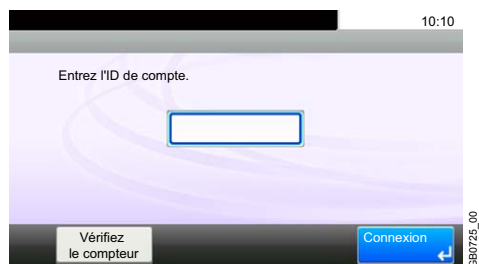 10:10
Entrez l'ID de compte.
Vérifiez
le compteur
Connexion
GB0725_00